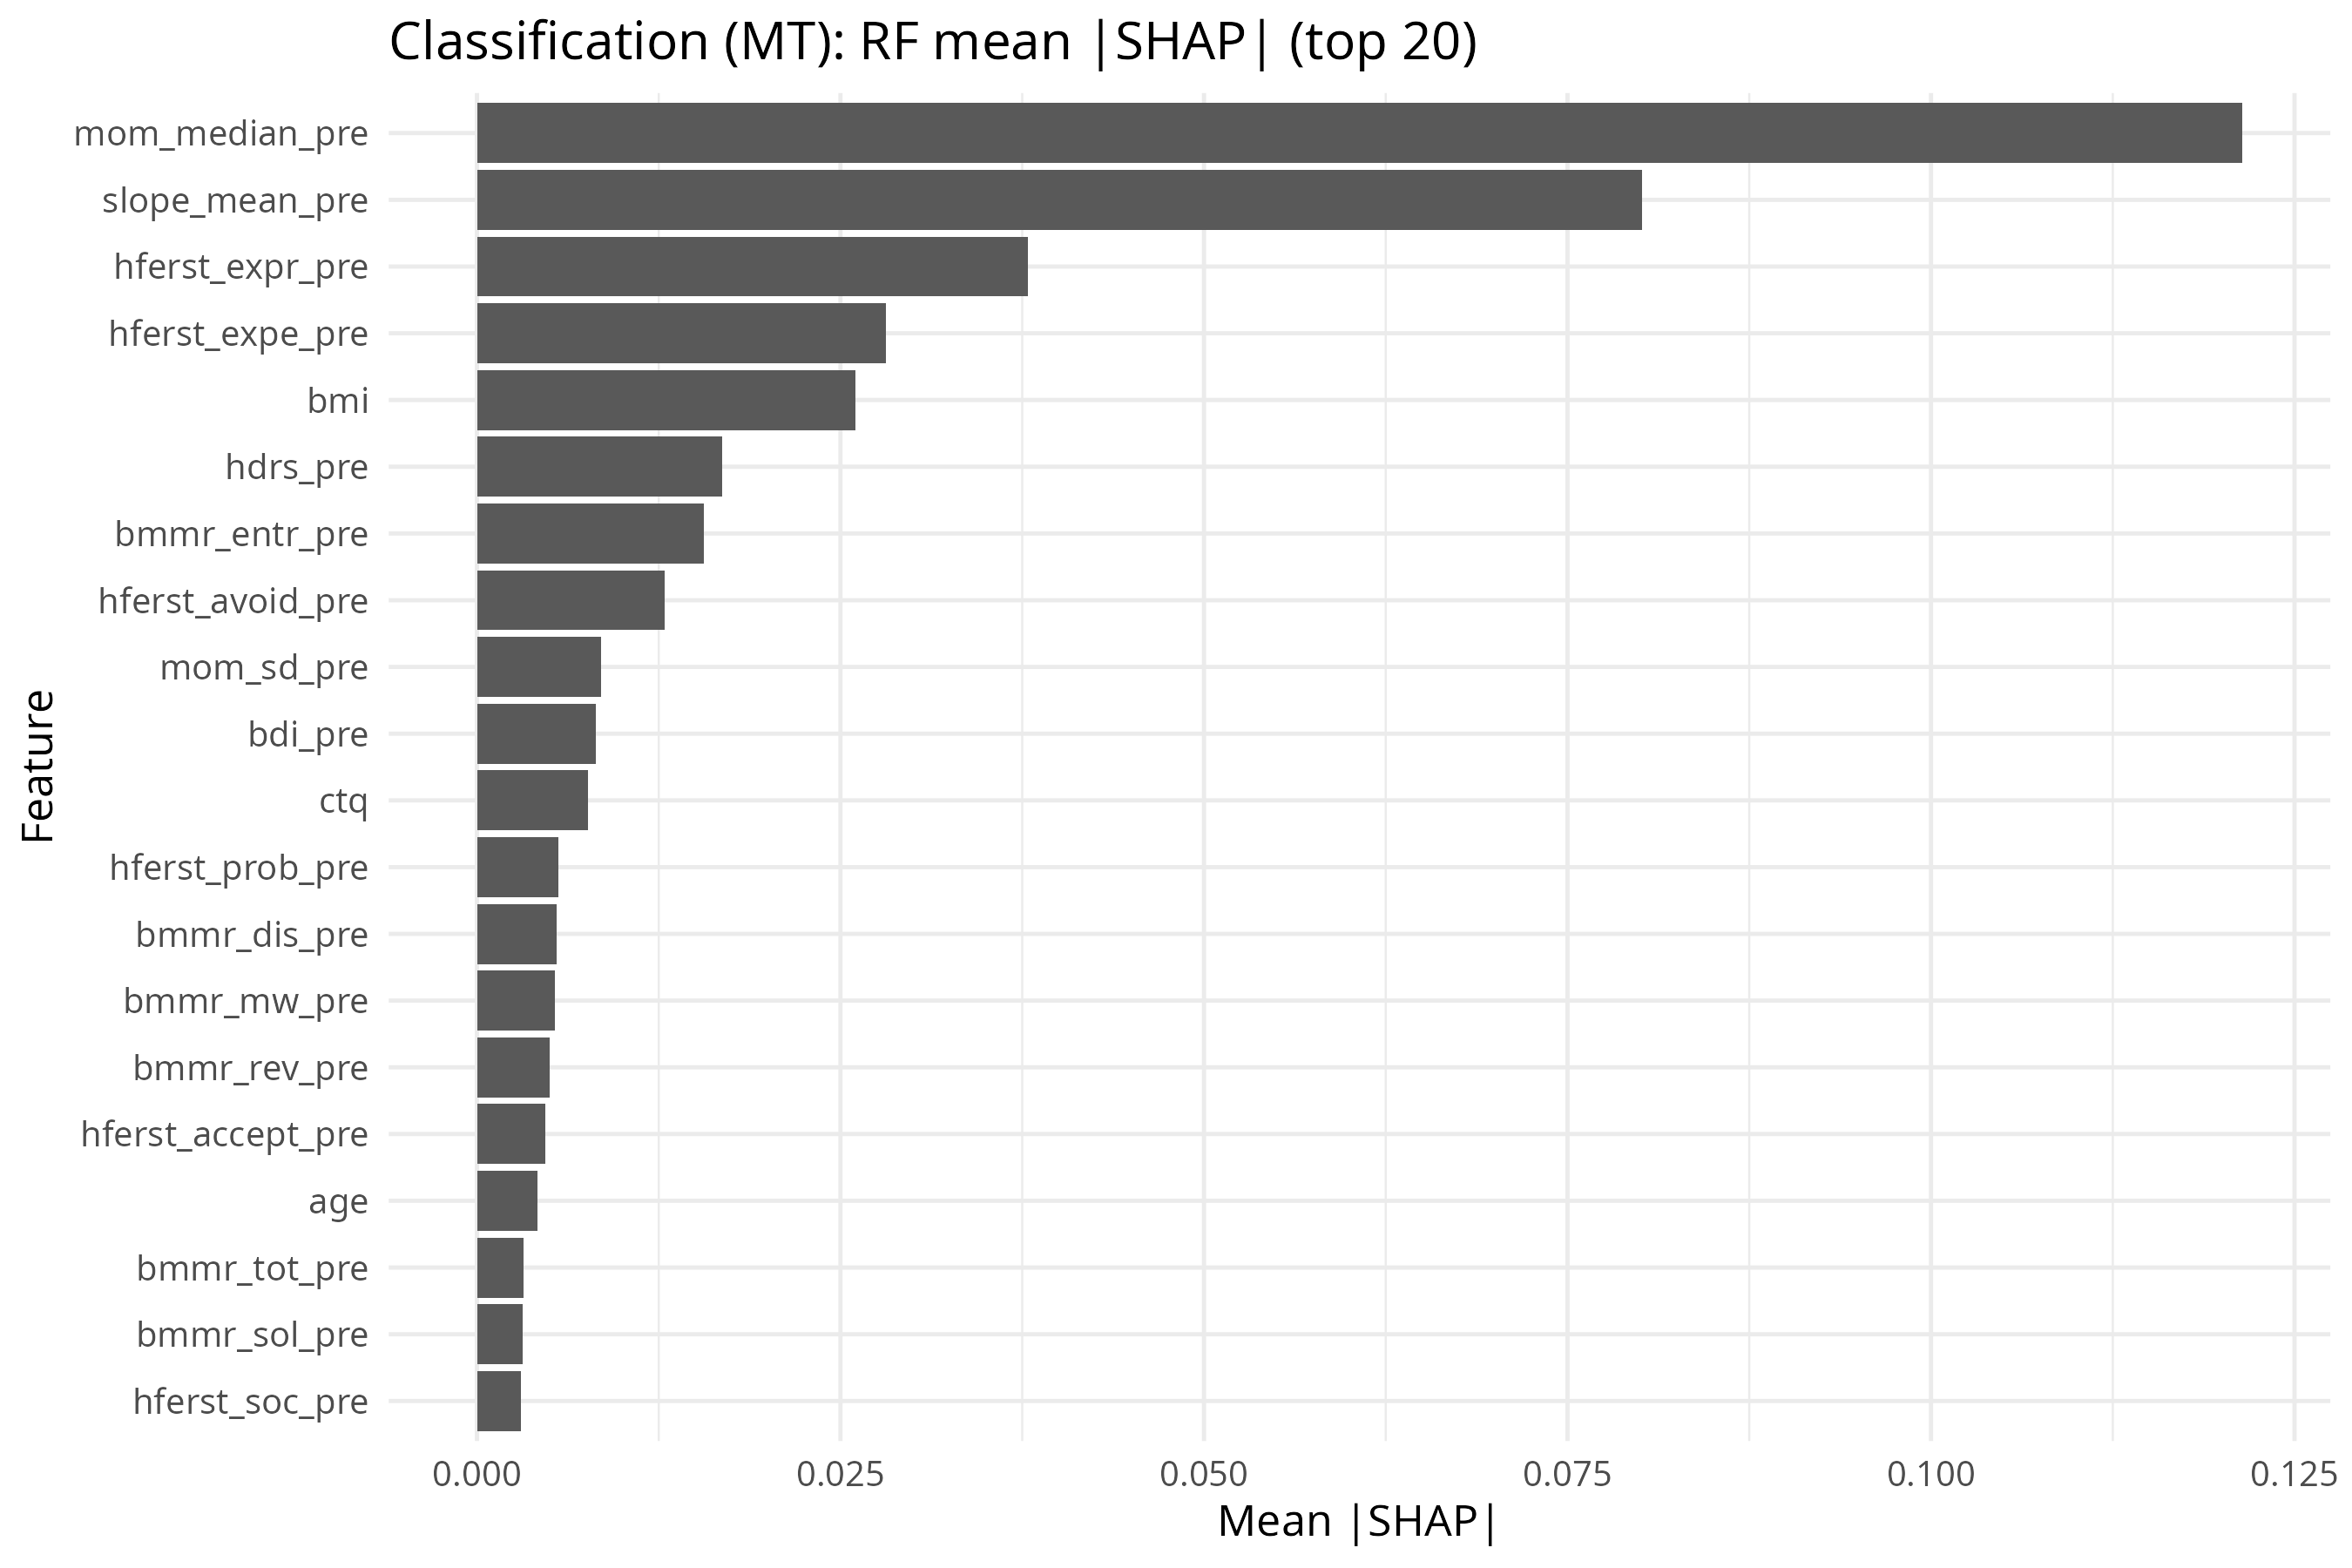 Classification (MT): RF mean |SHAP| (top 20)
mom_median_pre
slope_mean_pre
hferst_expr_pre
hferst_expe_pre
bmi
hdrs_pre
bmmr_entr_pre
hferst_avoid_pre
mom_sd_pre
bdi_pre
ctq
hferst_prob_pre
bmmr_dis_pre
bmmr_mw_pre
bmmr_rev_pre
hferst_accept_pre
age
bmmr_tot_pre
bmmr_sol_pre
hferst_soc_pre
Feature
0.000 0.025 0.050 0.075 0.100 0.125
Mean |SHAP|